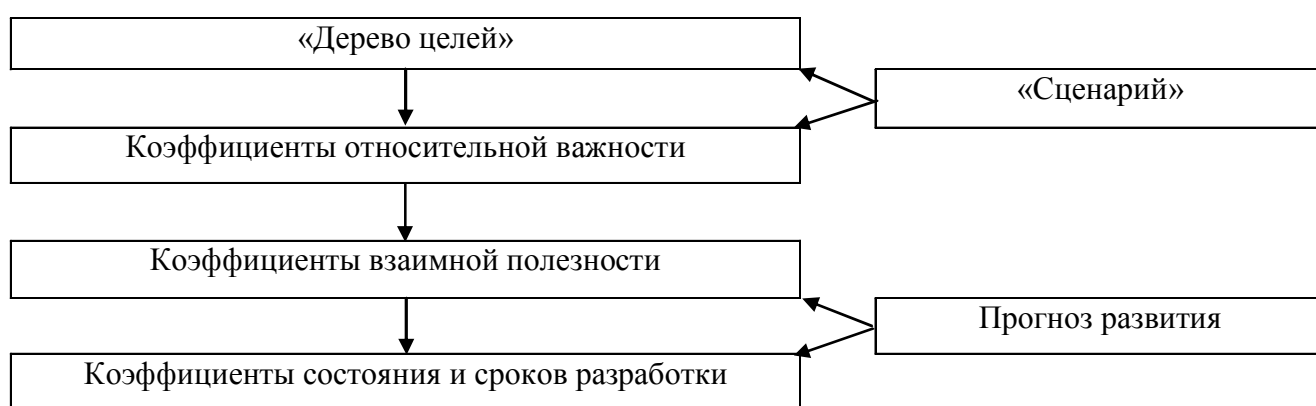 «Дерево целей»
«Сценарий»
Коэффициенты относительной важности
Коэффициенты взаимной полезности
Прогноз развития
Коэффициенты состояния и сроков разработки